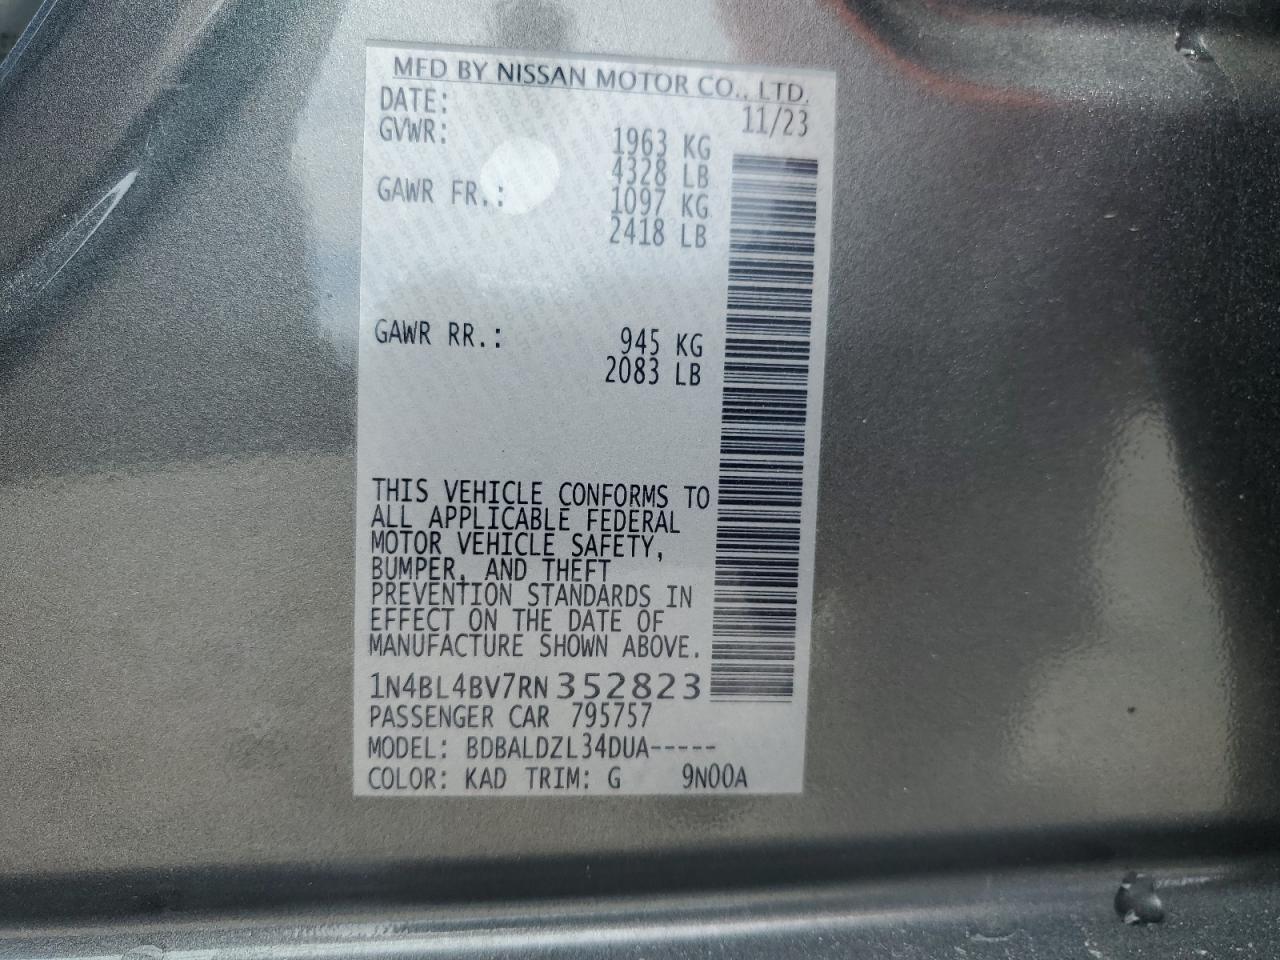 MFD BY NISSAN MOTOR CO., LTD.
DATE: 11/23
GVWR: 1963 KG
4328 LB
GAWR FR.: 1097 KG
2418 LB
GAWR RR.: 945 KG
2083 LB
THIS VEHICLE CONFORMS TO
ALL APPLICABLE FEDERAL
MOTOR VEHICLE SAFETY,
BUMPER, AND THEFT
PREVENTION STANDARDS IN
EFFECT ON THE DATE OF
MANUFACTURE SHOWN ABOVE.
1N4BL4BV7RN352823
PASSENGER CAR 795757
MODEL: BDBALDZL34DUA-----
COLOR: KAD TRIM: G 9N00A